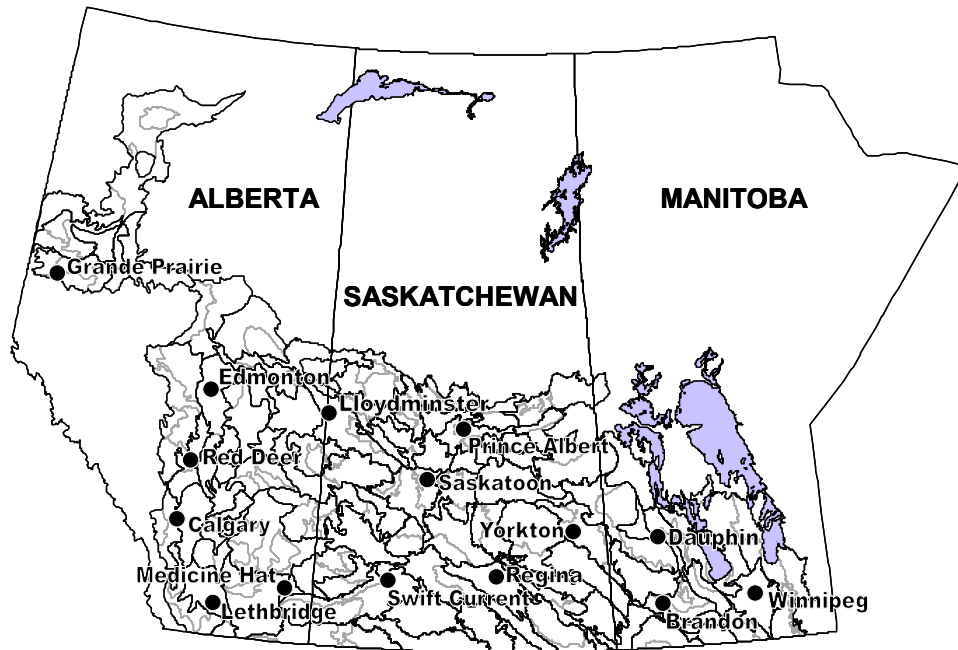 ALBERTA
MANITOBA
Grande Prairie
SASKATCHEWAN
Edmonton
Lloydminster
Prince Albert
Red Deer
Saskatoon
Calgary
Yorkton
Dauphin
Medicine Hat
Regina
Swift Current
Winnipeg
Lethbridge
Brandon